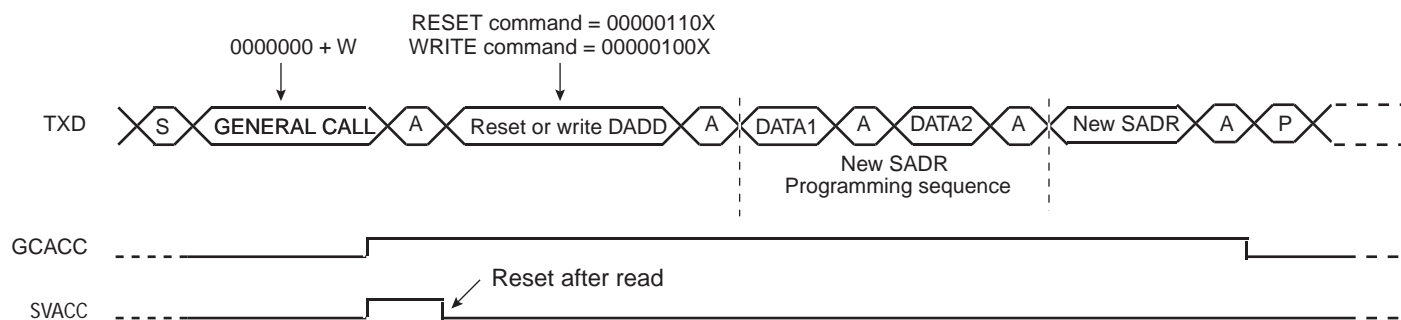 RESET command = 00000110X
0000000 + W
WRITE command = 00000100X
TXD S GENERAL CALL A Reset or write DADD A DATA1 A DATA2 A New SADR A P
New SADR
Programming sequence
GCACC
Reset after read
SVACC